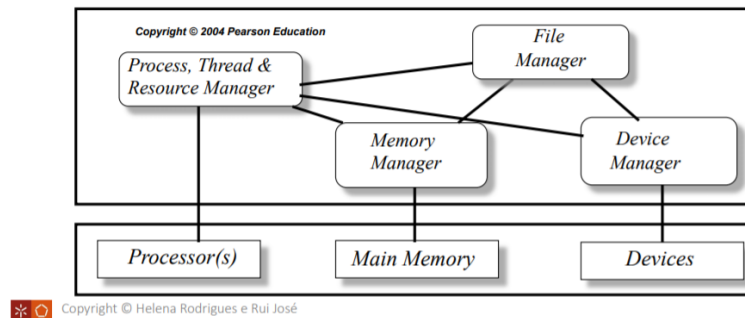 Copyright © 2004 Pearson Education
File
Manager
Process, Thread &
Resource Manager
Memory
Manager
Device
Manager
Processor(s)
Main Memory
Devices
Copyright © Helena Rodrigues e Rui José